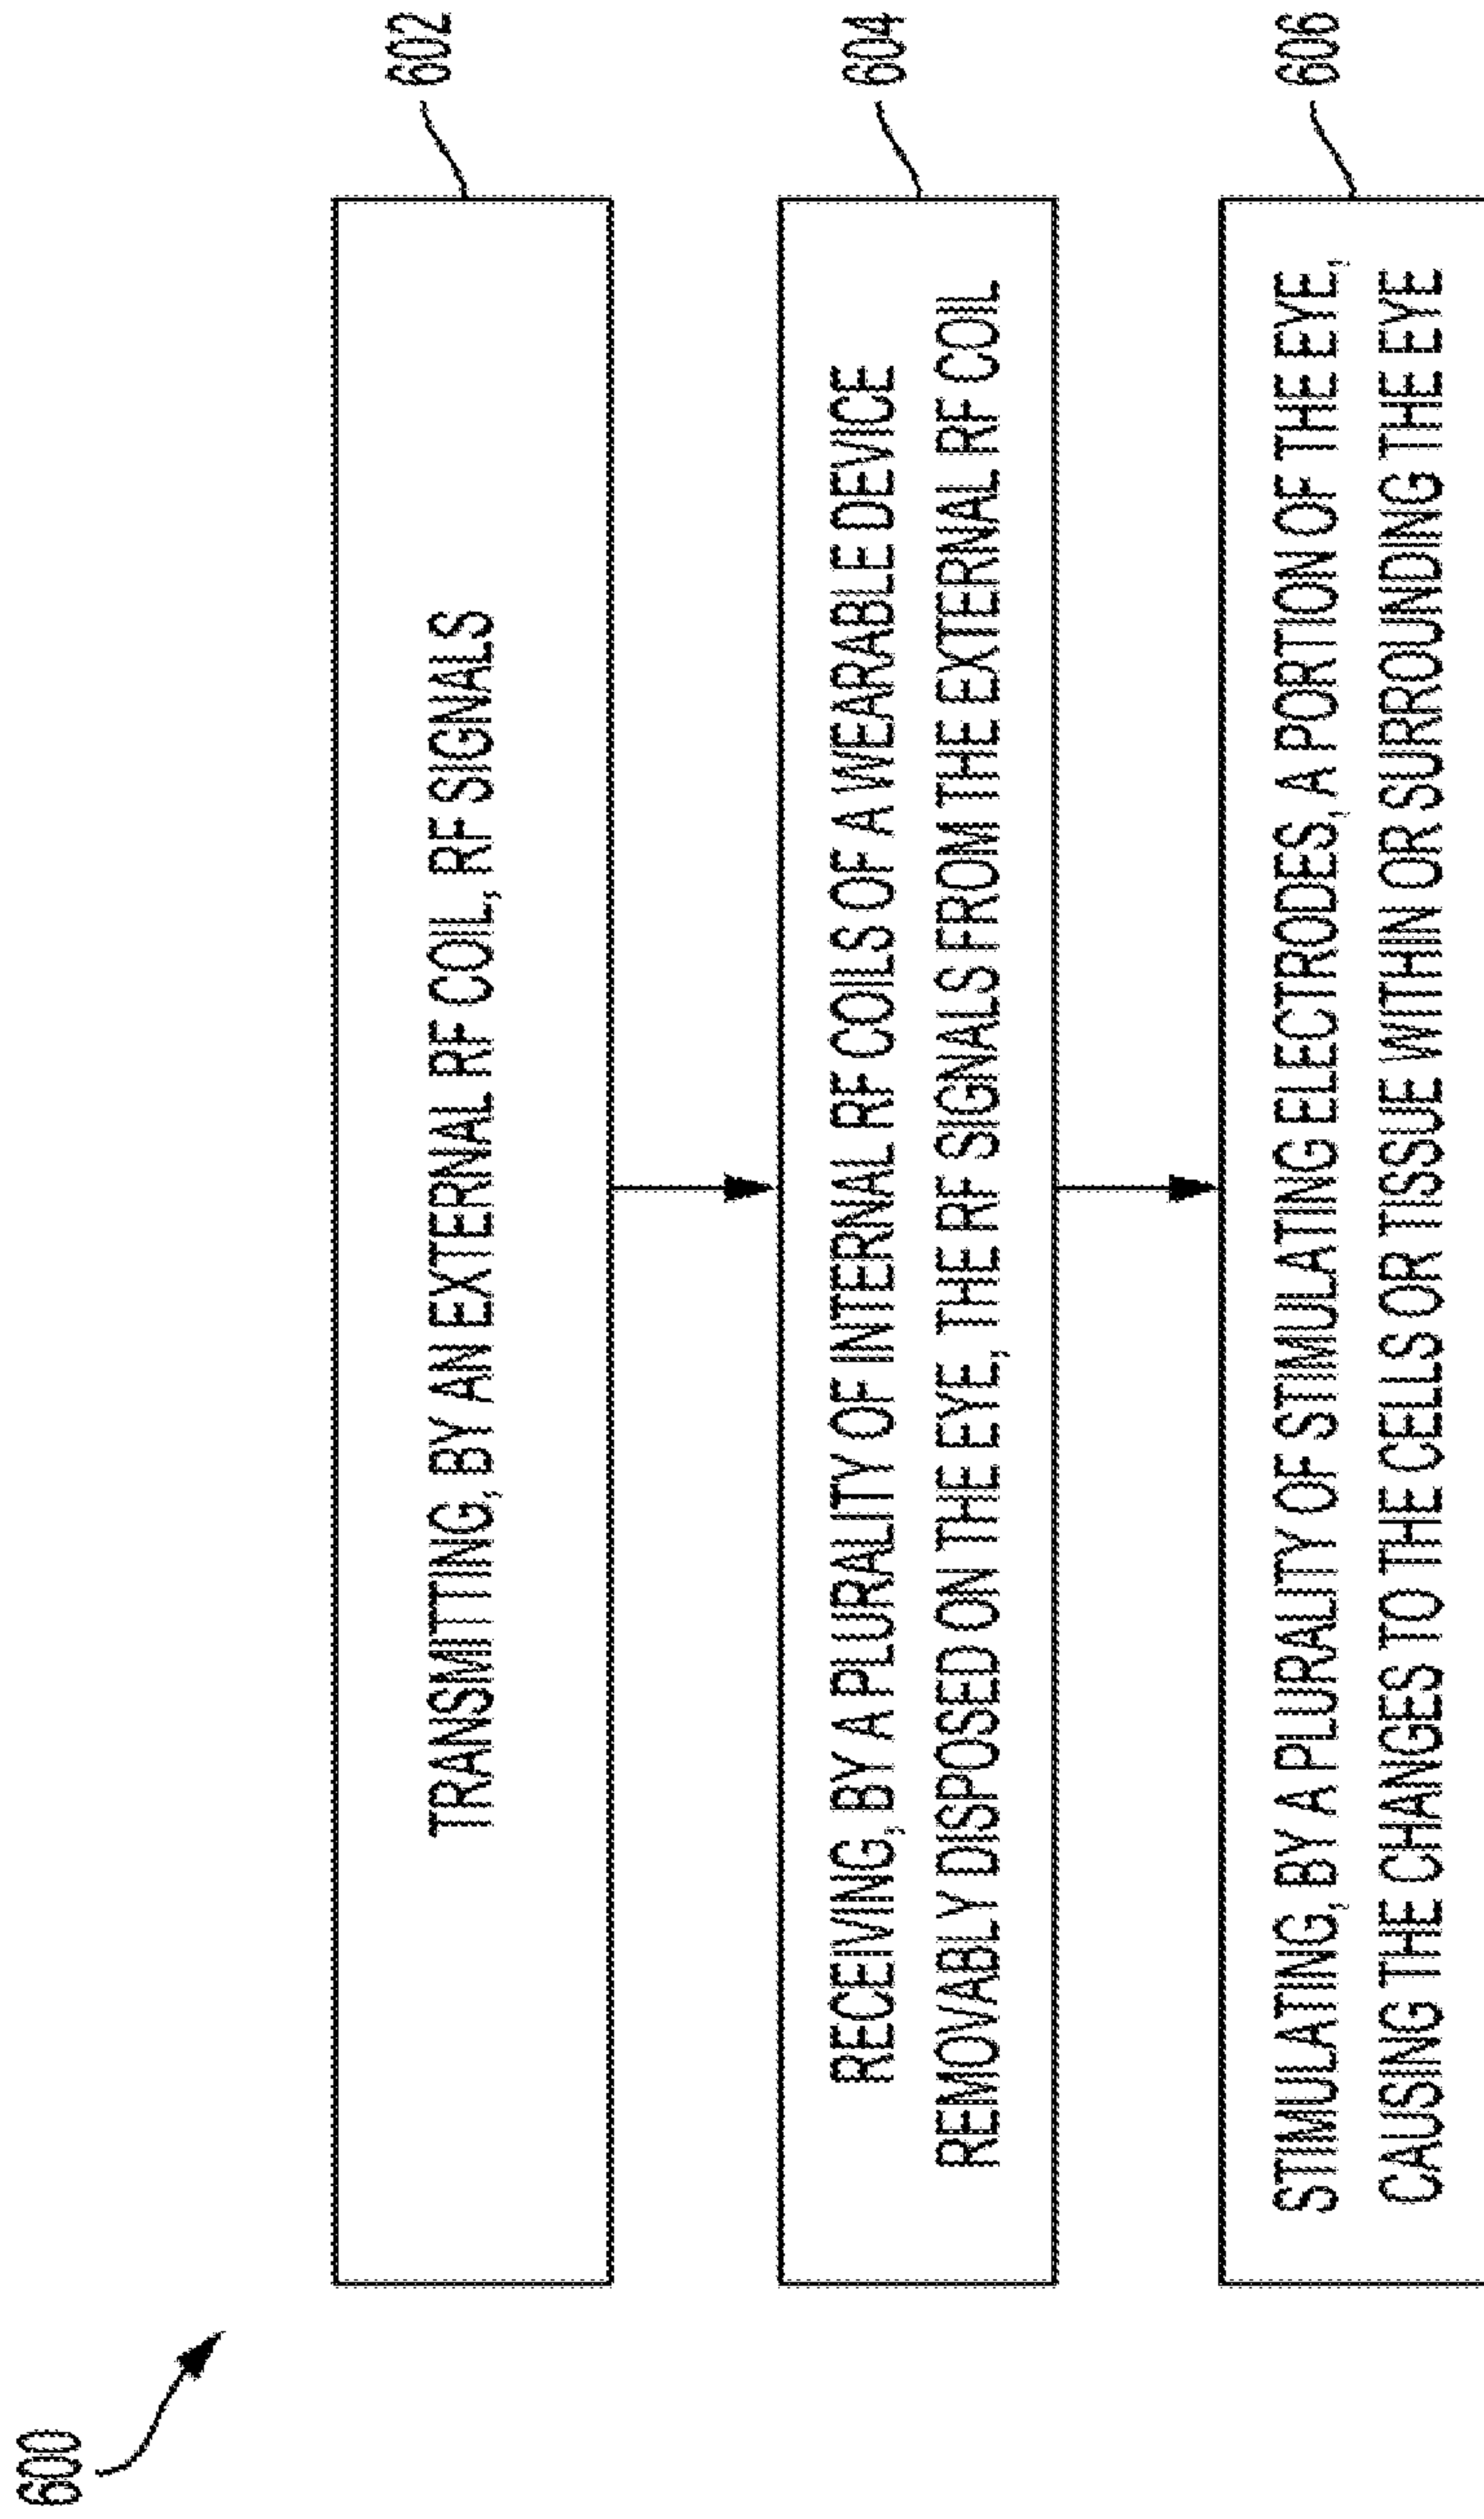 600
TRANSMITTING, BY AN EXTERNAL RF COIL, RF SIGNALS
602
RECEIVING, BY A PLURALITY OF INTERNAL RF COILS OF A WEARABLE DEVICE
REMOVABLY DISPOSED ON THE EYE, THE RF SIGNALS FROM THE EXTERNAL RF COIL
604
STIMULATING, BY A PLURALITY OF STIMULATING ELECTRODES, A PORTION OF THE EYE,
CAUSING THE CHANGES TO THE CELLS OR TISSUE WITHIN OR SURROUNDING THE EYE
606